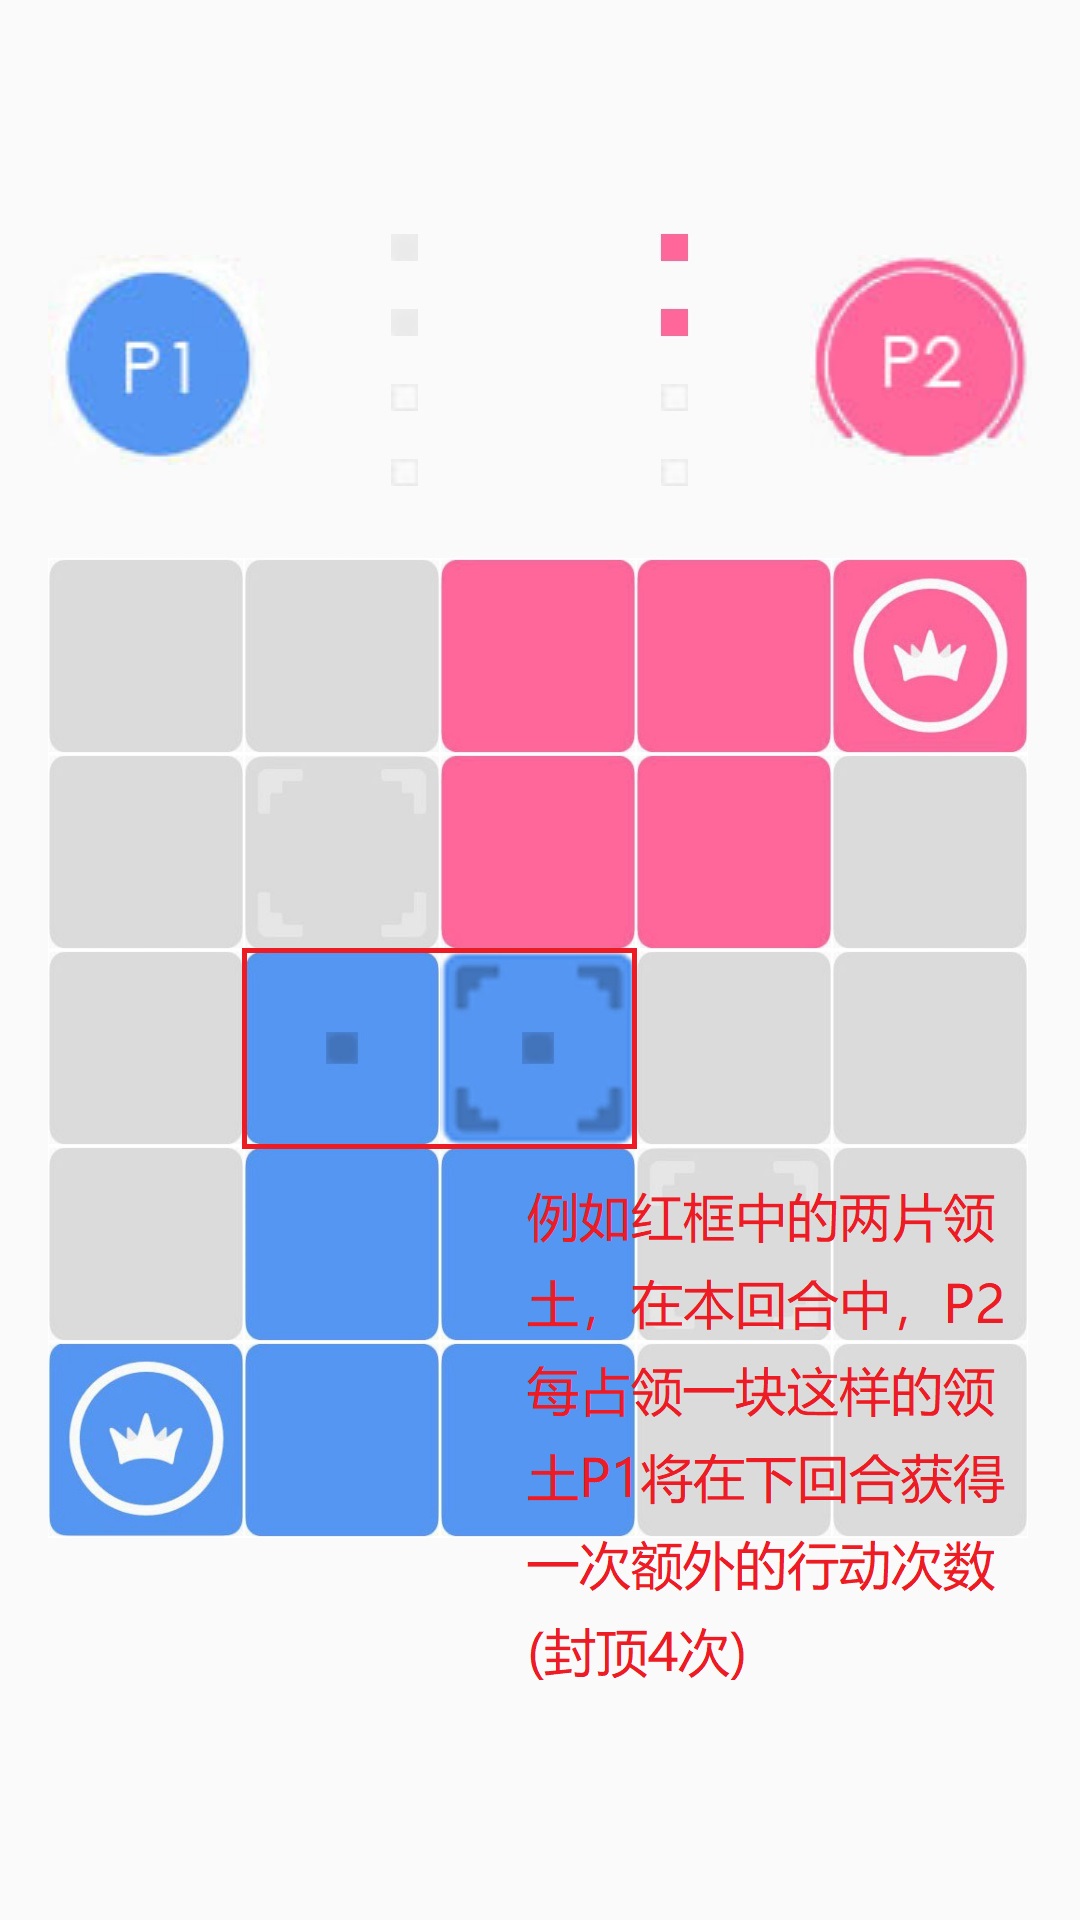 P1
P2
例如红框中的两片领
土，在本回合中，P2
每占领一块这样的领
土P1将在下回合获得
一次额外的行动次数
(封顶4次)